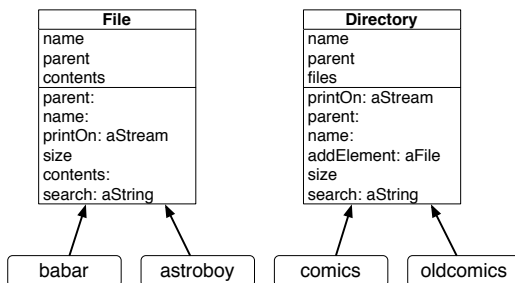 File
name
parent
contents
parent:
name:
printOn: aStream
size
contents:
search: aString
Directory
name
parent
files
printOn: aStream
parent:
name:
addElement: aFile
size
search: aString
babar
astroboy
comics
oldcomics